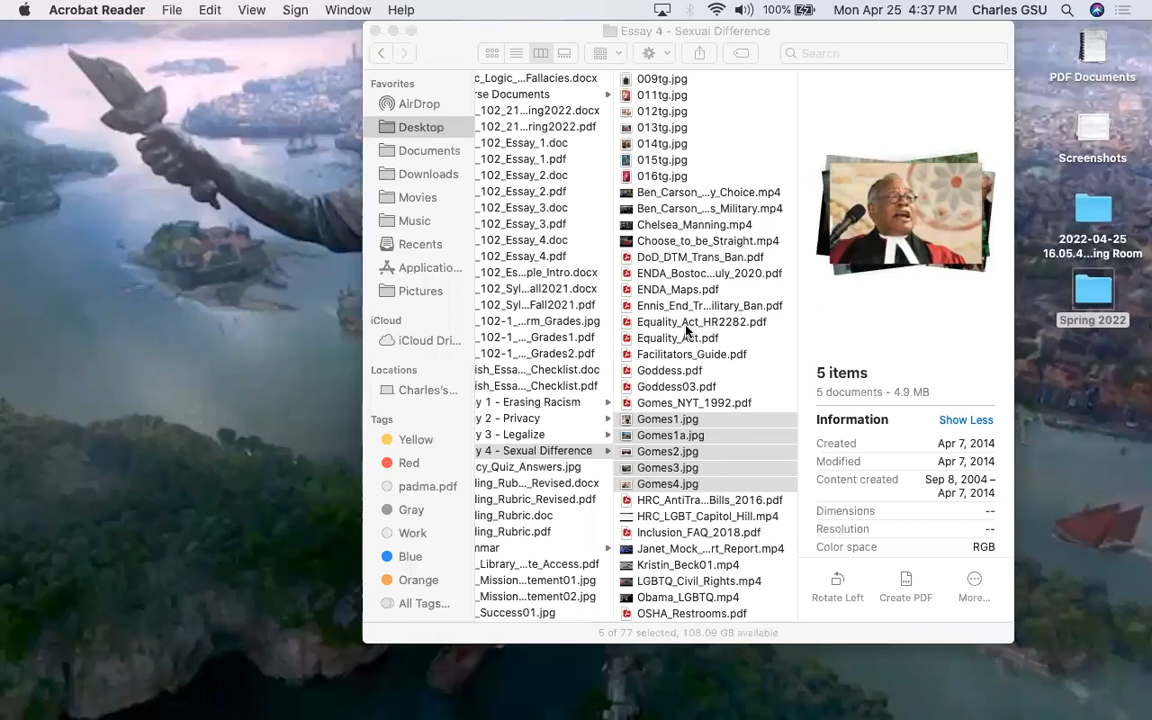 Acrobat Reader File Edit View Sign Window Help 100% Mon Apr 25 4:37 PM Charles GSU
Essay 4 - Sexual Difference
Search
Favorites
AirDrop
Desktop
Documents
Downloads
Movies
Music
Recents
Applicatio...
Pictures
iCloud
iCloud Dri...
Locations
Charles's...
Tags
Yellow
Red
padma.pdf
Gray
Work
Blue
Orange
All Tags...
c_Logic_...Fallacies.docx
rse Documents
_102_21...ing2022.docx
_102_21...ring2022.pdf
_102_Essay_1.doc
_102_Essay_1.pdf
_102_Essay_2.doc
_102_Essay_2.pdf
_102_Essay_3.doc
_102_Essay_3.pdf
_102_Essay_4.doc
_102_Essay_4.pdf
_102_Es...ple_Intro.docx
_102_Syl...all2021.docx
_102_Syl...Fall2021.pdf
_102-1_...rm_Grades.jpg
_102-1_..._Grades1.pdf
_102-1_..._Grades2.pdf
ish_Essa..._Checklist.doc
ish_Essa..._Checklist.pdf
y 1 - Erasing Racism
y 2 - Privacy
y 3 - Legalize
y 4 - Sexual Difference
cy_Quiz_Answers.jpg
ling_Rub..._Revised.docx
ling_Rubric_Revised.pdf
ling_Rubric.doc
ling_Rubric.pdf
mmar
_Library_...te_Access.pdf
_Mission...tement01.jpg
_Mission...tement02.jpg
_Success01.jpg
009tg.jpg
011tg.jpg
012tg.jpg
013tg.jpg
014tg.jpg
015tg.jpg
016tg.jpg
Ben_Carson_...y_Choice.mp4
Ben_Carson_...s_Military.mp4
Chelsea_Manning.mp4
Choose_to_be_Straight.mp4
DoD_DTM_Trans_Ban.pdf
ENDA_Bostoc...uly_2020.pdf
ENDA_Maps.pdf
Ennis_End_Tr...ilitary_Ban.pdf
Equality_Act_HR2282.pdf
Equality_Act.pdf
Facilitators_Guide.pdf
Goddess.pdf
Goddess03.pdf
Gomes_NYT_1992.pdf
Gomes1.jpg
Gomes1a.jpg
Gomes2.jpg
Gomes3.jpg
Gomes4.jpg
HRC_AntiTra...Bills_2016.pdf
HRC_LGBT_Capitol_Hill.mp4
Inclusion_FAQ_2018.pdf
Janet_Mock_...rt_Report.mp4
Kristin_Beck01.mp4
LGBTQ_Civil_Rights.mp4
Obama_LGBTQ.mp4
OSHA_Restrooms.pdf
5 items
5 documents - 4.9 MB
Information Show Less
Created Apr 7, 2014
Modified Apr 7, 2014
Content created Sep 8, 2004 –
Apr 7, 2014
Dimensions --
Resolution --
Color space RGB
Rotate Left Create PDF More...
5 of 77 selected, 108.09 GB available
PDF Documents
Screenshots
2022-04-25
16.05.4...ing Room
Spring 2022